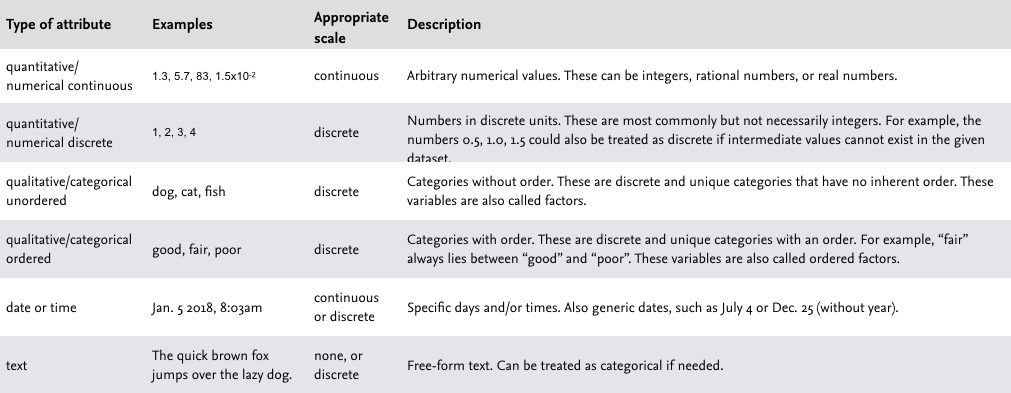 Type of attribute Examples Appropriate scale Description
quantitative/
numerical continuous
1.3, 5.7, 83, 1.5x10-2
continuous
Arbitrary numerical values. These can be integers, rational numbers, or real numbers.
quantitative/
numerical discrete
1, 2, 3, 4
discrete
Numbers in discrete units. These are most commonly but not necessarily integers. For example, the
numbers 0.5, 1.0, 1.5 could also be treated as discrete if intermediate values cannot exist in the given
dataset.
qualitative/categorical
unordered
dog, cat, fish
discrete
Categories without order. These are discrete and unique categories that have no inherent order. These
variables are also called factors.
qualitative/categorical
ordered
good, fair, poor
discrete
Categories with order. These are discrete and unique categories with an order. For example, “fair”
always lies between “good” and “poor”. These variables are also called ordered factors.
date or time
Jan. 5 2018, 8:03am
continuous
or discrete
Specific days and/or times. Also generic dates, such as July 4 or Dec. 25 (without year).
text
The quick brown fox
jumps over the lazy dog.
none, or
discrete
Free-form text. Can be treated as categorical if needed.